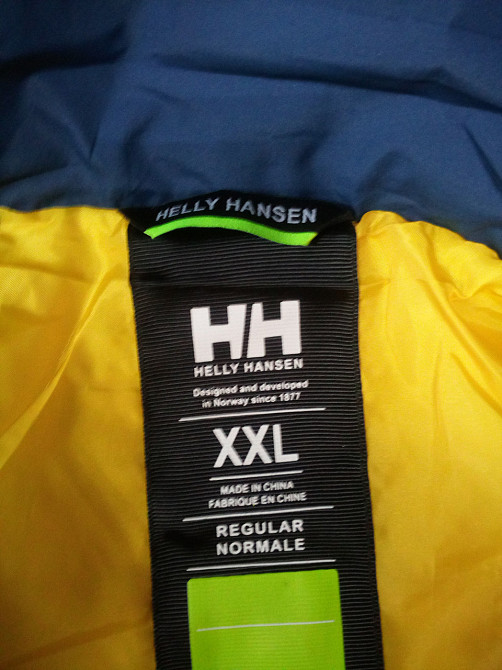 HELLY HANSEN
HH
HELLY HANSEN
Designed and developed
in Norway since 1877
XXL
MADE IN CHINA
FABRIQUE EN CHINE
REGULAR
NORMALE